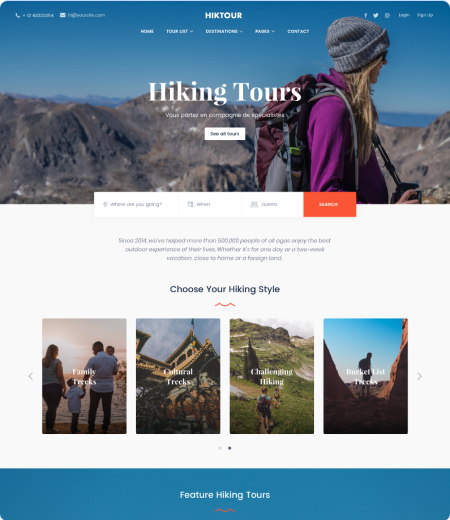 + 12 42222254
hi@yoursite.com
HIKTOUR
Login
Sign Up
HOME
TOUR LIST
DESTINATIONS
PAGES
CONTACT
Hiking Tours
Vous partez en compagnie de spécialistes
See all tours
Where are you going?
When
Guests
SEARCH
Since 2014, we've helped more than 500,000 people of all ages enjoy the best
outdoor experience of their lives. Whether it's for one day or a two-week
vacation, close to home or a foreign land.
Choose Your Hiking Style
Family
Trecks
Cultural
Trecks
Challenging
Hiking
Bucket List
Trecks
Feature Hiking Tours